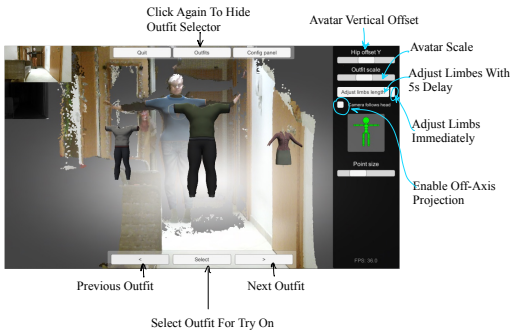 Click Again To Hide
Outfit Selector
Avatar Vertical Offset
Avatar Scale
Adjust Limbes With
5s Delay
Adjust Limbs
Immediately
Enable Off-Axis
Projection
Quit
Outfits
Config panel
Hip offset Y
Outfit scale
Adjust limbs length
Camera follows head
Point size
FPS: 30.0
<
Select
>
Previous Outfit
Next Outfit
Select Outfit For Try On